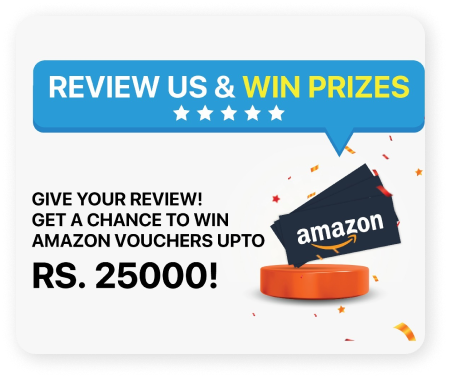 REVIEW US & WIN PRIZES
GIVE YOUR REVIEW!
GET A CHANCE TO WIN
AMAZON VOUCHERS UPTO
RS. 25000!
amazon